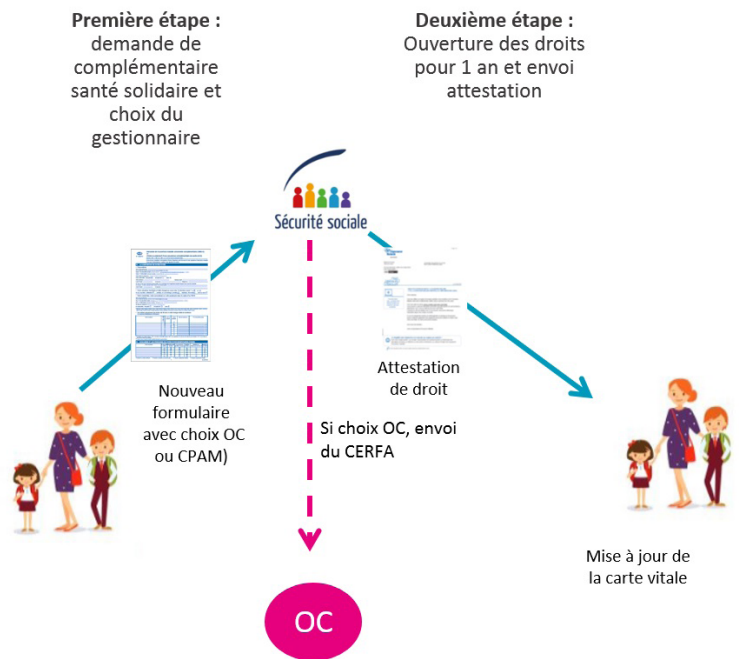 Première étape :
demande de
complémentaire
santé solidaire et
choix du
gestionnaire
Deuxième étape :
Ouverture des droits
pour 1 an et envoi
attestation
Sécurité sociale
Nouveau
formulaire
avec choix OC
ou CPAM)
Attestation
de droit
Si choix OC, envoi
du CERFA
Mise à jour de
la carte vitale
OC